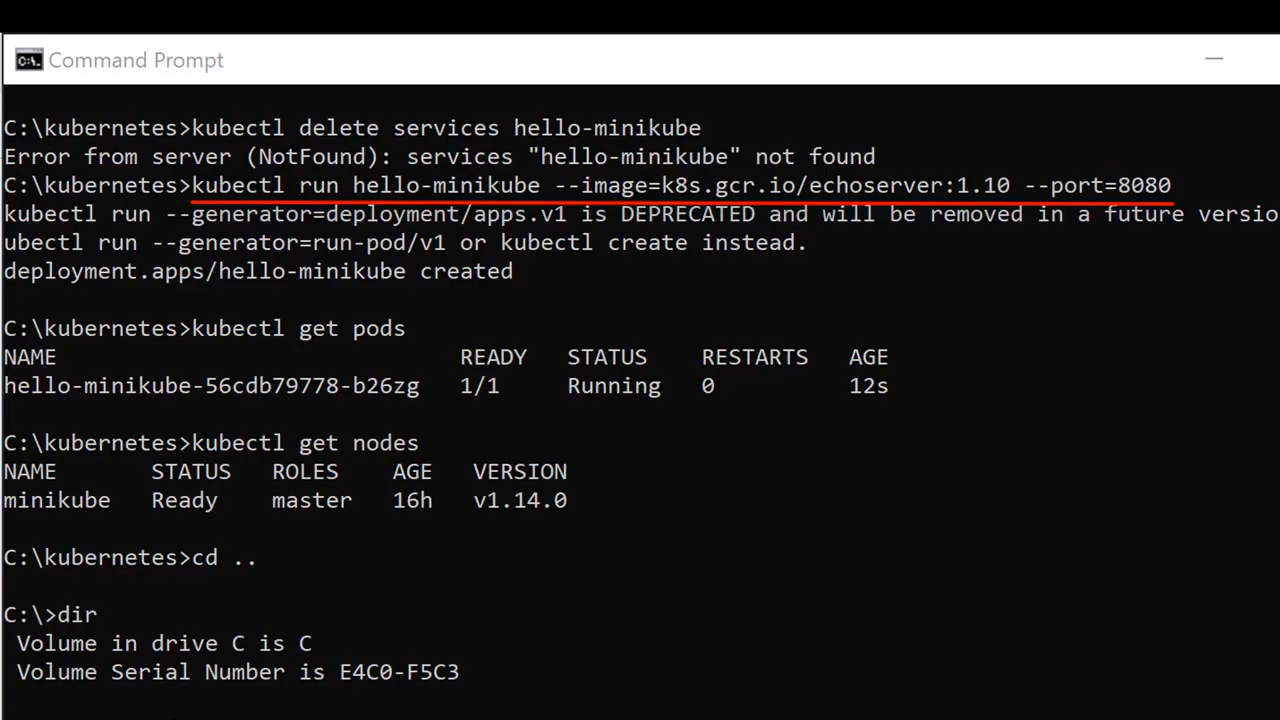 Command Prompt
C:\kubernetes>kubectl delete services hello-minikube
Error from server (NotFound): services "hello-minikube" not found
C:\kubernetes>kubectl run hello-minikube --image=k8s.gcr.io/echoserver:1.10 --port=8080
kubectl run --generator=deployment/apps.v1 is DEPRECATED and will be removed in a future versio
ubectl run --generator=run-pod/v1 or kubectl create instead.
deployment.apps/hello-minikube created
C:\kubernetes>kubectl get pods
NAME READY STATUS RESTARTS AGE
hello-minikube-56cdb79778-b26zg 1/1 Running 0 12s
C:\kubernetes>kubectl get nodes
NAME STATUS ROLES AGE VERSION
minikube Ready master 16h v1.14.0
C:\kubernetes>cd ..
C:\>dir
Volume in drive C is C
Volume Serial Number is E4C0-F5C3